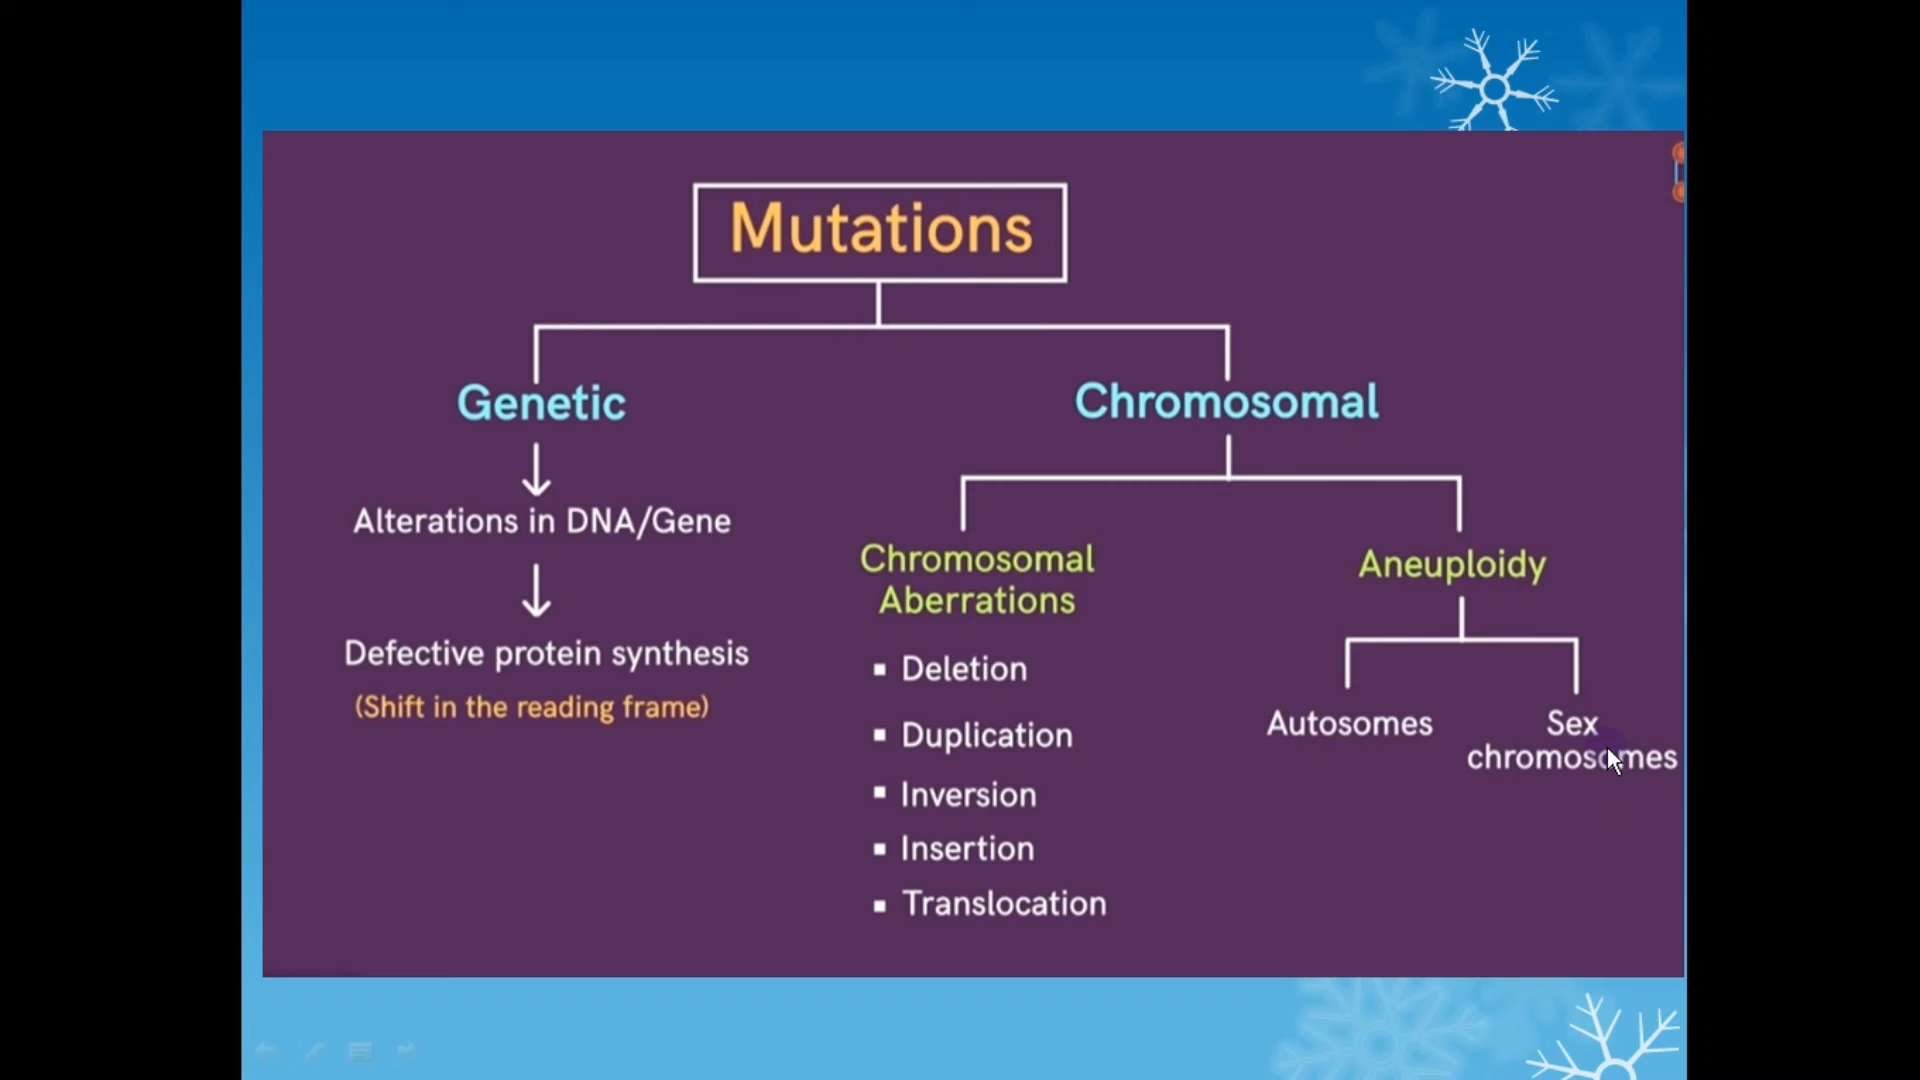 Mutations
Genetic
Alterations in DNA/Gene
Defective protein synthesis
(Shift in the reading frame)
Chromosomal
Chromosomal
Aberrations
▪ Deletion
▪ Duplication
▪ Inversion
▪ Insertion
▪ Translocation
Aneuploidy
Autosomes
Sex
chromosomes